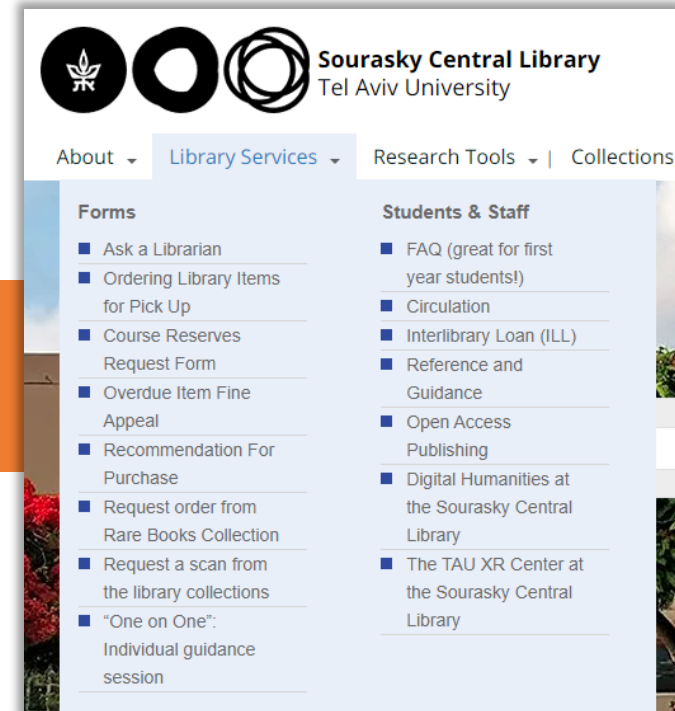 Sourasky Central Library
Tel Aviv University
About
Library Services
Research Tools
|
Collections
Forms
Ask a Librarian
Ordering Library Items
for Pick Up
Course Reserves
Request Form
Overdue Item Fine
Appeal
Recommendation For
Purchase
Request order from
Rare Books Collection
Request a scan from
the library collections
“One on One”:
Individual guidance
session
Students & Staff
FAQ (great for first
year students!)
Circulation
Interlibrary Loan (ILL)
Reference and
Guidance
Open Access
Publishing
Digital Humanities at
the Sourasky Central
Library
The TAU XR Center at
the Sourasky Central
Library